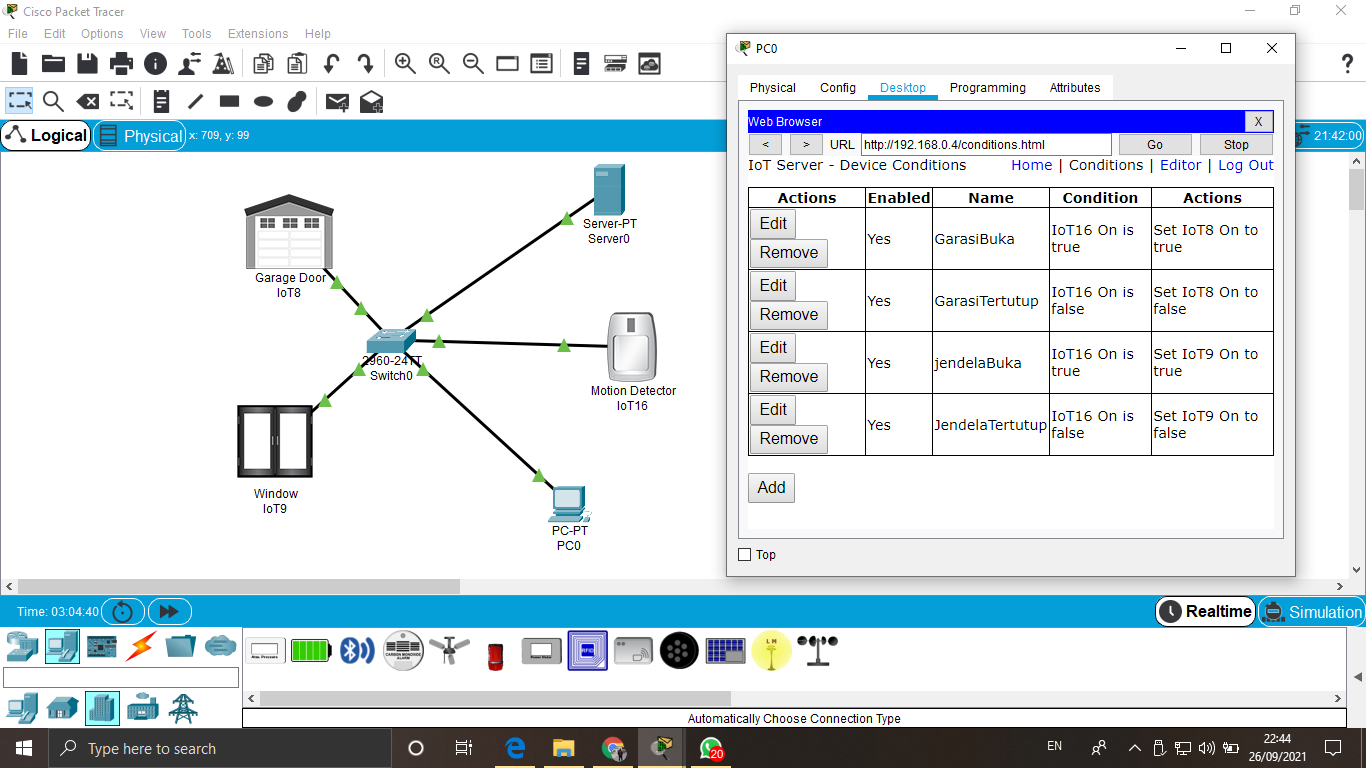 Cisco Packet Tracer
File Edit Options View Tools Extensions Help
Logical
Physical
x: 709, y: 99
21:42:00
Server-PT
Server0
Garage Door
IoT8
2960-24TT
Switch0
Motion Detector
IoT16
Window
IoT9
PC-PT
PC0
PC0
Physical Config Desktop Programming Attributes
Web Browser X
< > URL http://192.168.0.4/conditions.html Go Stop
IoT Server - Device Conditions Home | Conditions | Editor | Log Out
Actions Enabled Name Condition Actions
Edit
Remove
Yes
GarasiBuka
IoT16 On is
true
Set IoT8 On to
true
Edit
Remove
Yes
GarasiTertutup
IoT16 On is
false
Set IoT8 On to
false
Edit
Remove
Yes
jendelaBuka
IoT16 On is
true
Set IoT9 On to
true
Edit
Remove
Yes
JendelaTertutup
IoT16 On is
false
Set IoT9 On to
false
Add
Top
Time: 03:04:40
Realtime
Simulation
RFID
LM
Automatically Choose Connection Type
Type here to search
20
EN
22:44
26/09/2021